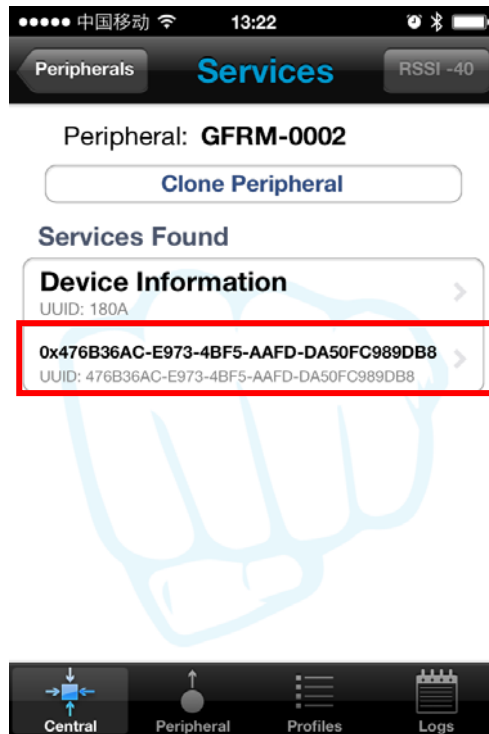 中国移动 13:22
Peripherals Services RSSI -40
Peripheral: GFRM-0002
Clone Peripheral
Services Found
Device Information
UUID: 180A
0x476B36AC-E973-4BF5-AAFD-DA50FC989DB8
UUID: 476B36AC-E973-4BF5-AAFD-DA50FC989DB8
Central Peripheral Profiles Logs